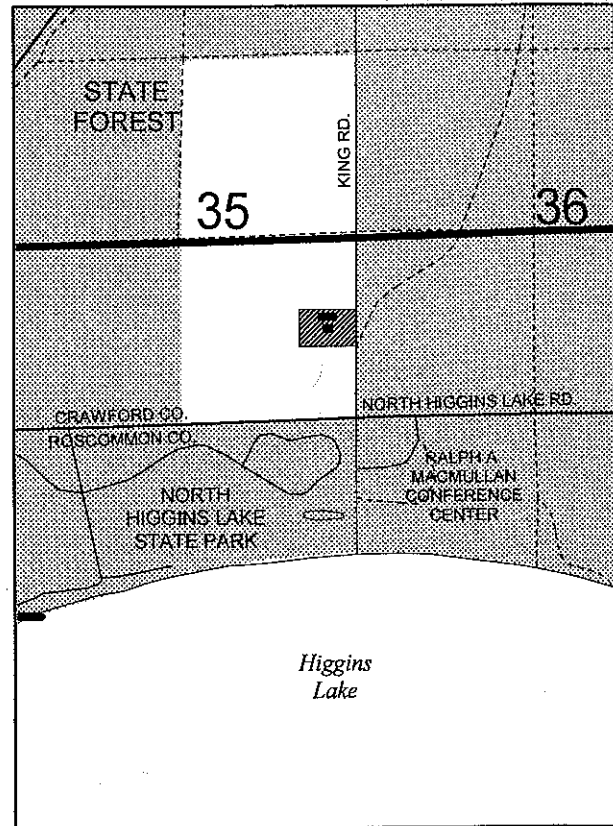 STATE
FOREST
KING RD.
35
36
CRAWFORD CO.
NORTH HIGGINS LAKE RD.
ROSCOMMON CO.
RALPH A
MACMULLAN
CONFERENCE
CENTER
NORTH
HIGGINS LAKE
STATE PARK
Higgins
Lake